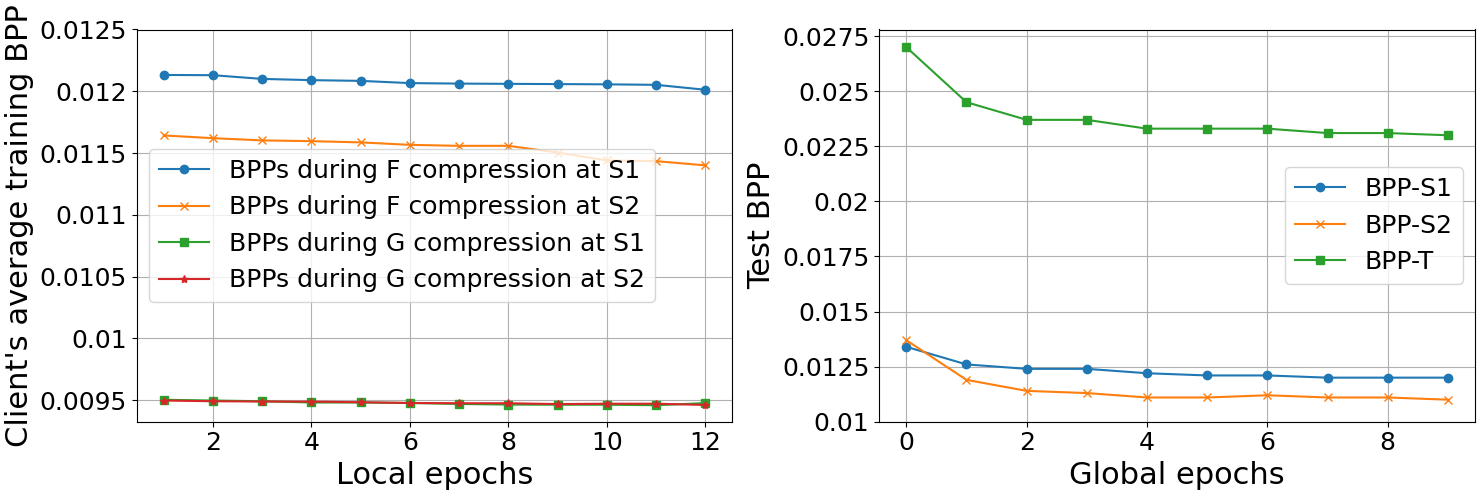 Client's average training BPP
0.0125
0.012
0.0115
0.011
0.0105
0.01
0.0095
BPPs during F compression at S1
BPPs during F compression at S2
BPPs during G compression at S1
BPPs during G compression at S2
2 4 6 8 10 12
Local epochs
Test BPP
0.0275
0.025
0.0225
0.02
0.0175
0.015
0.0125
0.01
BPP-S1
BPP-S2
BPP-T
0 2 4 6 8
Global epochs